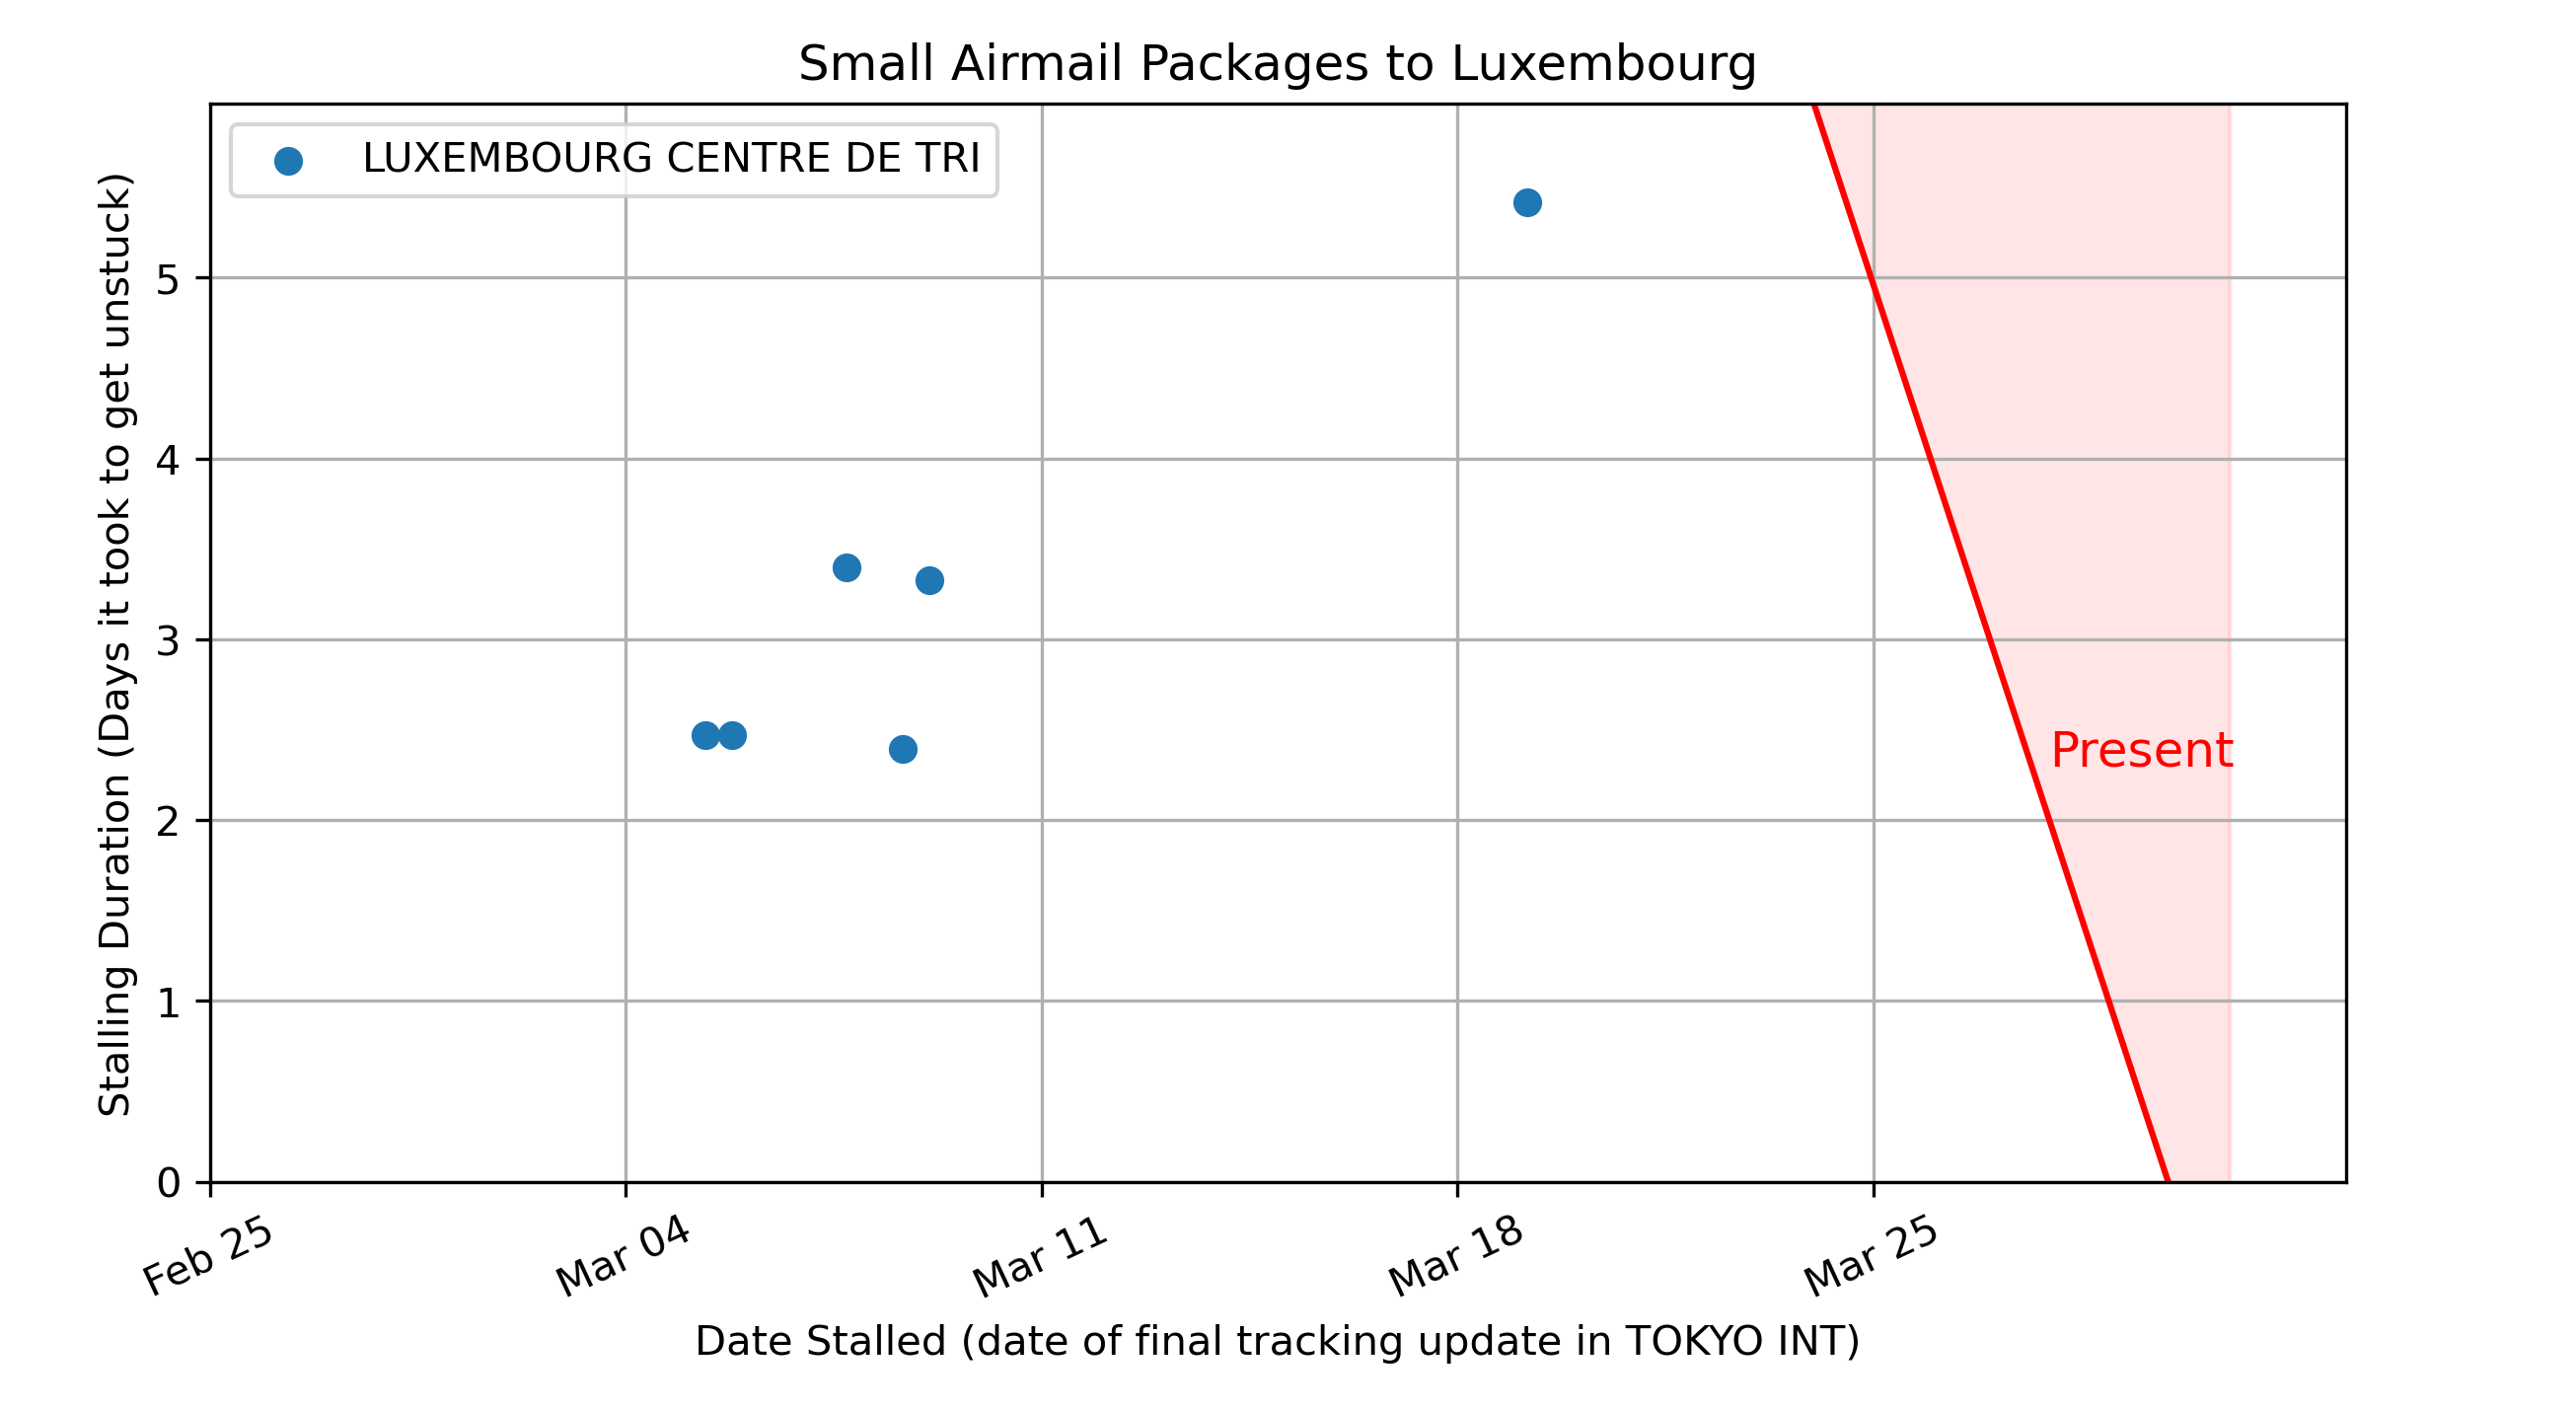 Small Airmail Packages to Luxembourg
LUXEMBOURG CENTRE DE TRI
Stalling Duration (Days it took to get unstuck)
5
4
3
2
1
0
Present
Feb 25
Mar 04
Mar 11
Mar 18
Mar 25
Date Stalled (date of final tracking update in TOKYO INT)